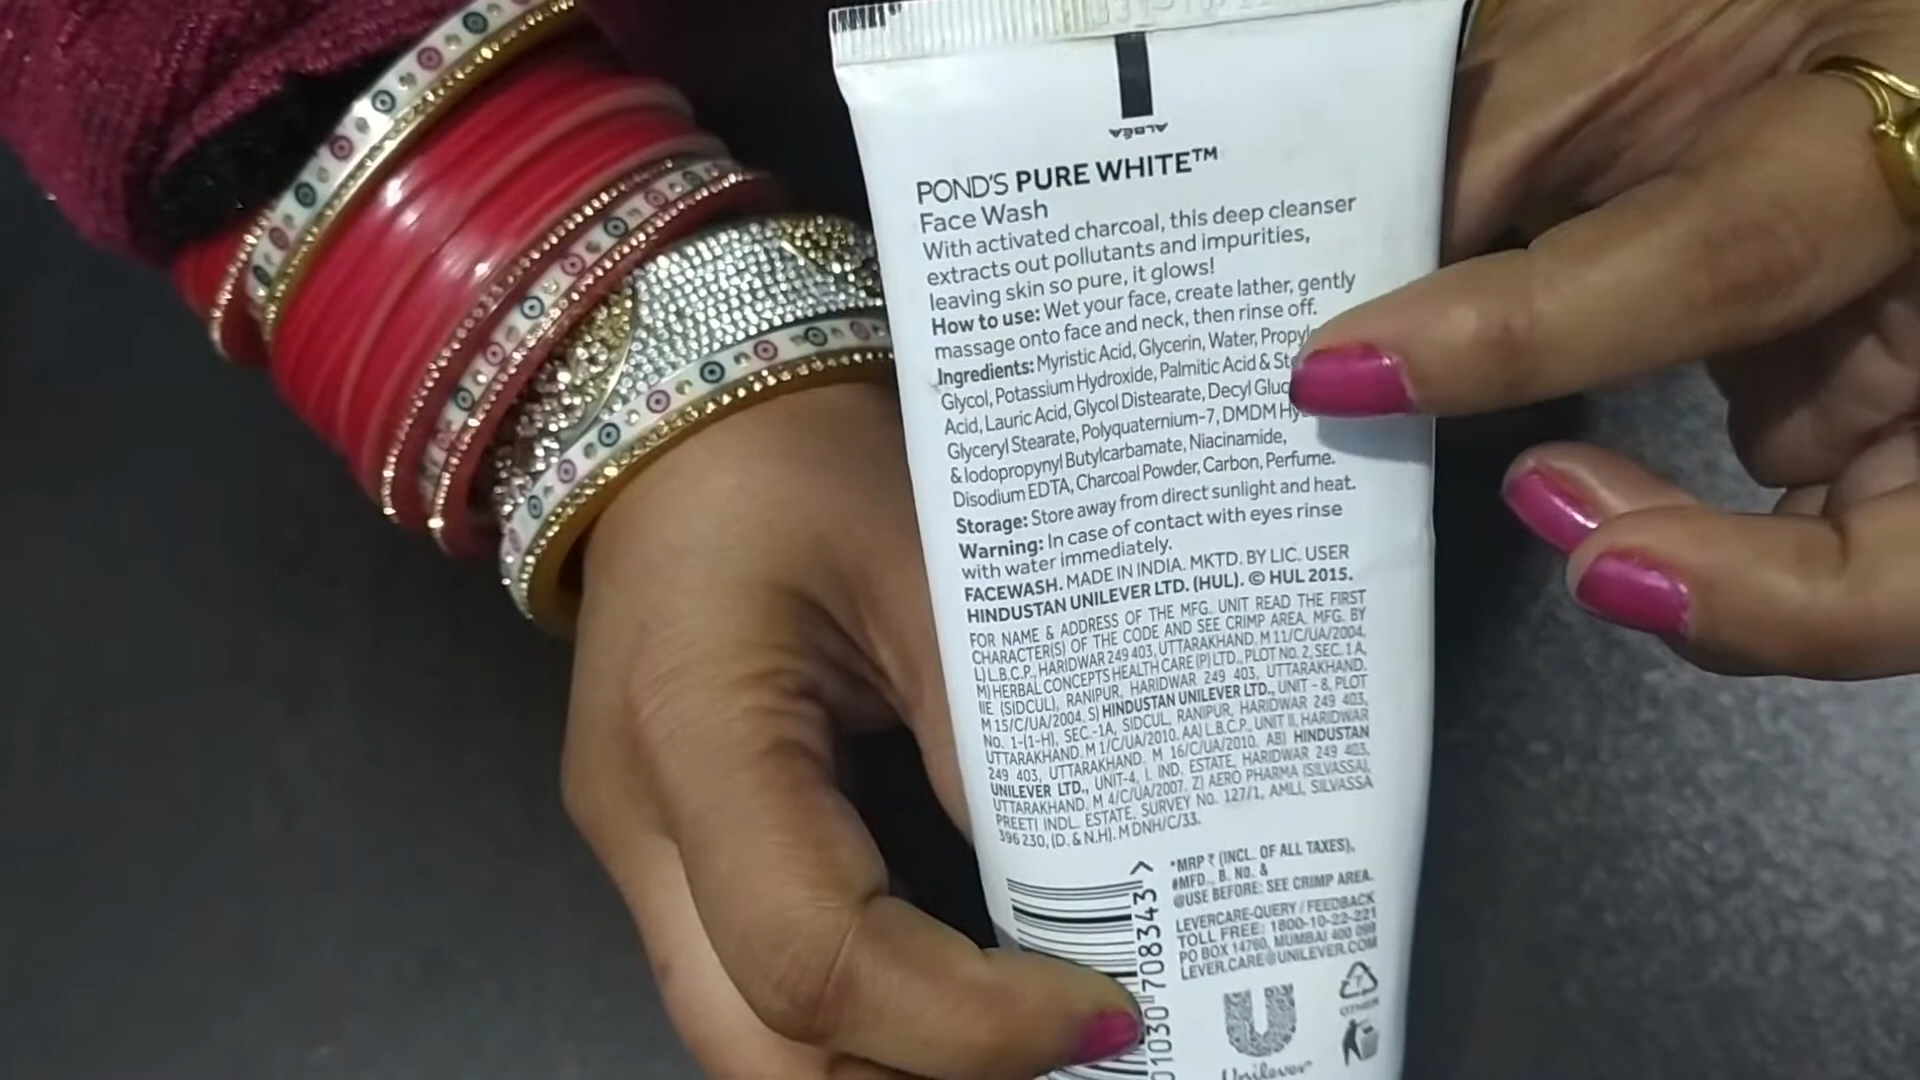 ALBÉA
POND'S PURE WHITE™
Face Wash
With activated charcoal, this deep cleanser
extracts out pollutants and impurities,
leaving skin so pure, it glows!
How to use: Wet your face, create lather, gently
massage onto face and neck, then rinse off.
Ingredients: Myristic Acid, Glycerin, Water,
Glycol, Potassium Hydroxide, Palmitic Acid &
Acid, Lauric Acid, Glycol Distearate, Decyl
Glyceryl Stearate, Polyquaternium-7, DMDM
& Iodopropynyl Butylcarbamate, Niacinamide,
Disodium EDTA, Charcoal Powder, Carbon, Perfume.
Storage: Store away from direct sunlight and heat.
Warning: In case of contact with eyes rinse
with water immediately.
FACEWASH. MADE IN INDIA. MKTD. BY LIC. USER
HINDUSTAN UNILEVER LTD. (HUL). © HUL 2015.
FOR NAME & ADDRESS OF THE MFG. UNIT READ THE FIRST
CHARACTER(S) OF THE CODE AND SEE CRIMP AREA. MFG. BY
L) L.B.C.P., HARIDWAR 249 403, UTTARAKHAND. M 11/C/UA/2004,
M) HERBAL CONCEPTS HEALTH CARE (P) LTD., PLOT NO. 2, SEC. 1 A,
IIE (SIDCUL), RANIPUR, HARIDWAR 249 403, UTTARAKHAND.
M 15/C/UA/2004, S) HINDUSTAN UNILEVER LTD., UNIT - 8, PLOT
NO. 1-(1-H), SEC.-1A, SIDCUL, RANIPUR, HARIDWAR 249 403,
UTTARAKHAND. M 1/C/UA/2010. AA) L.B.C.P., UNIT II, HARIDWAR
249 403, UTTARAKHAND. M 16/C/UA/2010, AB) HINDUSTAN
UNILEVER LTD., UNIT-4, I. IND. ESTATE, HARIDWAR 249 403,
UTTARAKHAND. M 4/C/UA/2007. Z) AERO PHARMA (SILVASSA),
PREETI INDL. ESTATE, SURVEY NO. 127/1, AMLI, SILVASSA
396 230, (D. & N.H). M DNH/C/33.
*MRP ₹ (INCL. OF ALL TAXES),
#MFD., B. NO. &
@USE BEFORE: SEE CRIMP AREA.
LEVERCARE-QUERY / FEEDBACK
TOLL FREE: 1800-10-22-221
PO BOX 14760, MUMBAI 400 099
LEVER.CARE@UNILEVER.COM
01030 708343 >
7
OTHER
Unilever